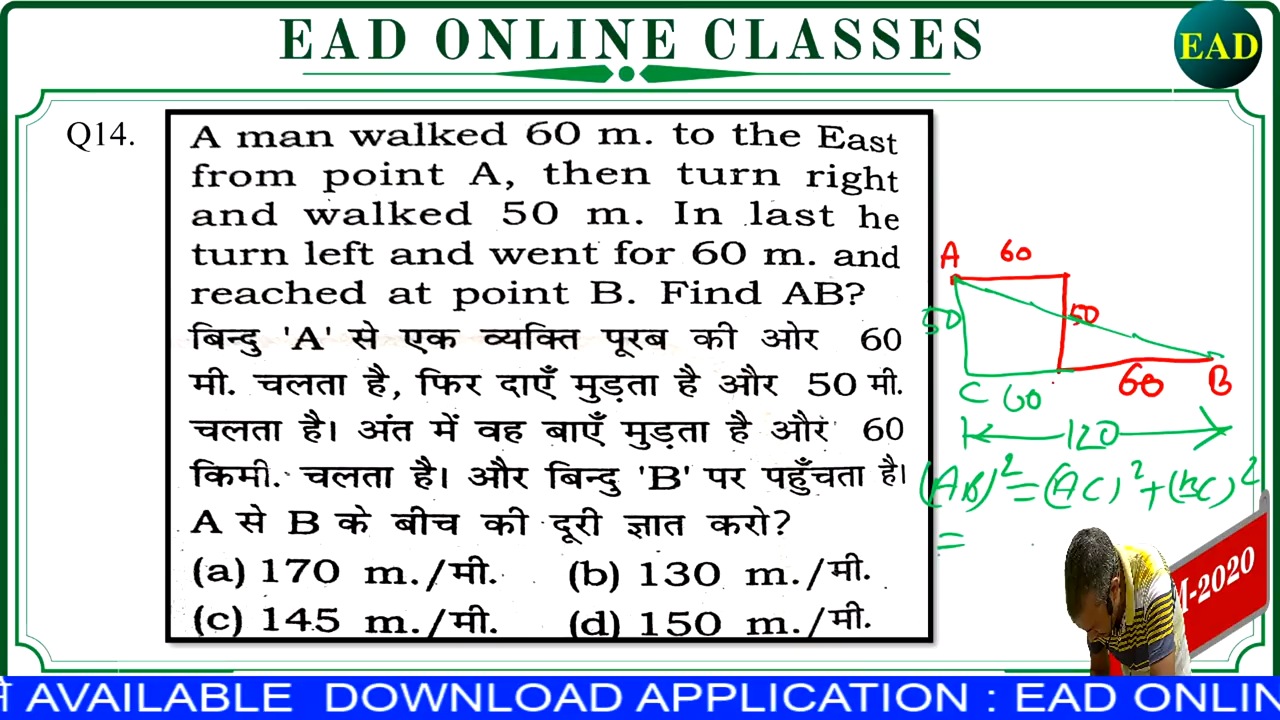 EAD ONLINE CLASSES
EAD
Q14.
A man walked 60 m. to the East
from point A, then turn right
and walked 50 m. In last he
turn left and went for 60 m. and
reached at point B. Find AB?
बिन्दु 'A' से एक व्यक्ति पूरब की ओर 60
मी. चलता है, फिर दाएँ मुड़ता है और 50 मी.
चलता है। अंत में वह बाएँ मुड़ता है और 60
किमी. चलता है। और बिन्दु 'B' पर पहुँचता है।
A से B के बीच की दूरी ज्ञात करो?
(a) 170 m./मी. (b) 130 m./मी.
(c) 145 m./मी. (d) 150 m./मी.
A 60
50 50
C 60 60 B
120
(AB)²=(AC)²+(BC)²
=
M-2020
AVAILABLE DOWNLOAD APPLICATION : EAD ONLIN